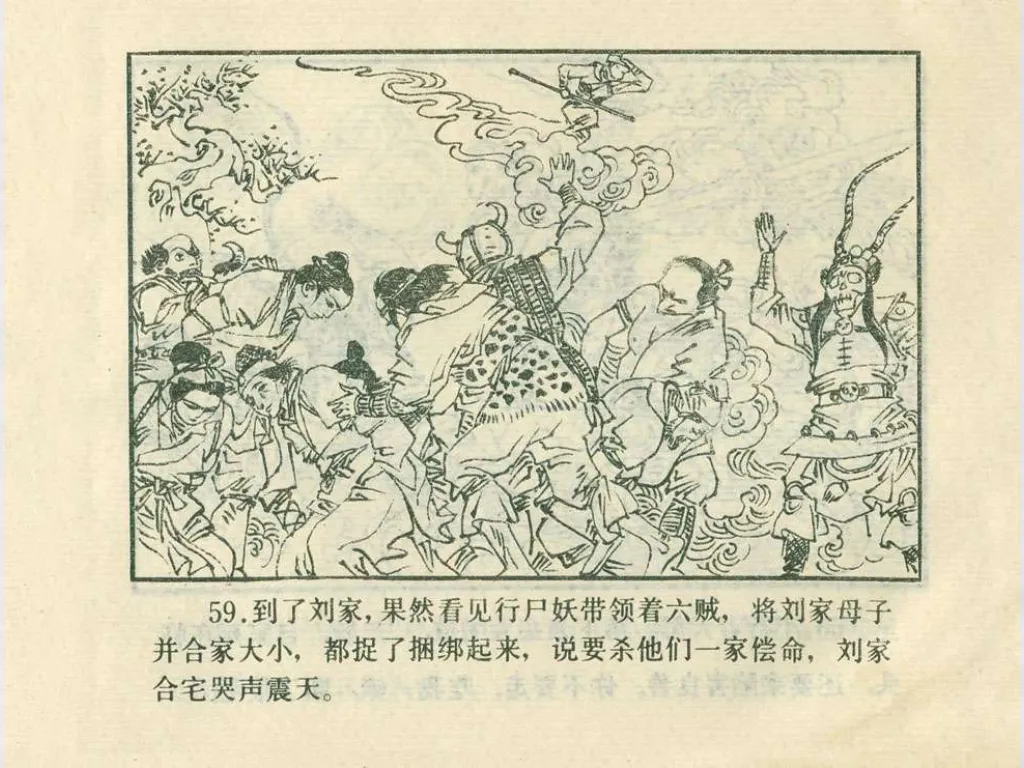 59.到了刘家,果然看见行尸妖带领着六贼,将刘家母子
并合家大小,都捉了捆绑起来,说要杀他们一家偿命,刘家
合宅哭声震天。